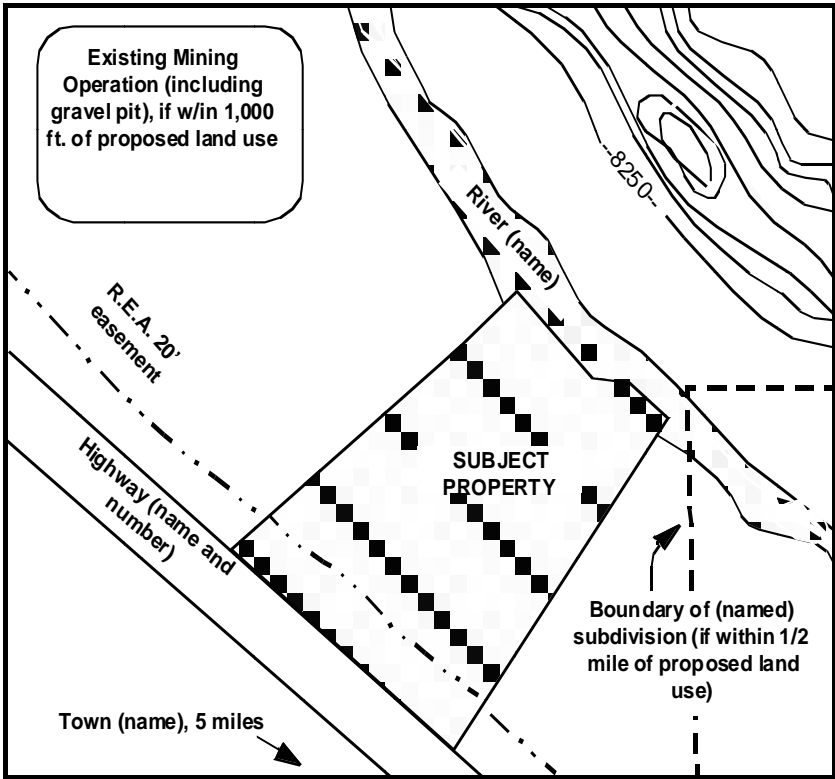 Existing Mining
Operation (including
gravel pit), if w/in 1,000
ft. of proposed land use
--8250--
River (name)
R.E.A. 20'
easement
Highway (name and
number)
SUBJECT
PROPERTY
Boundary of (named)
subdivision (if within 1/2
mile of proposed land
use)
Town (name), 5 miles